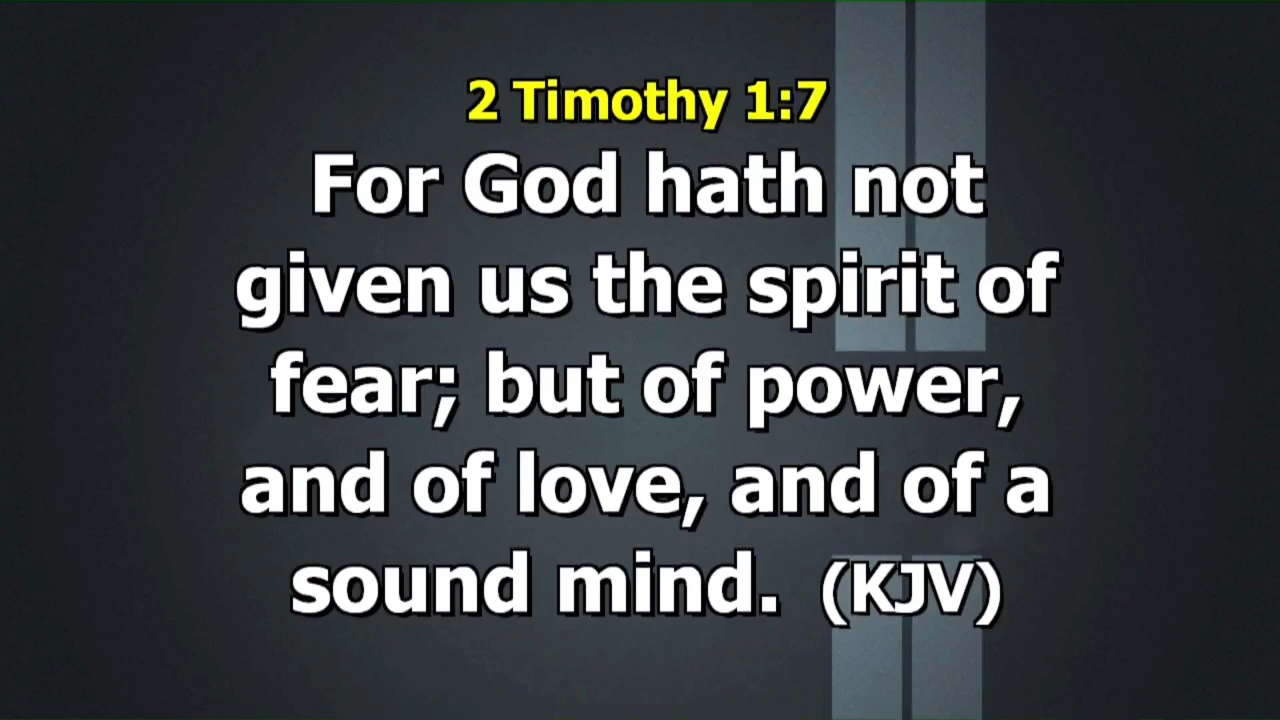 2 Timothy 1:7
For God hath not
given us the spirit of
fear; but of power,
and of love, and of a
sound mind. (KJV)